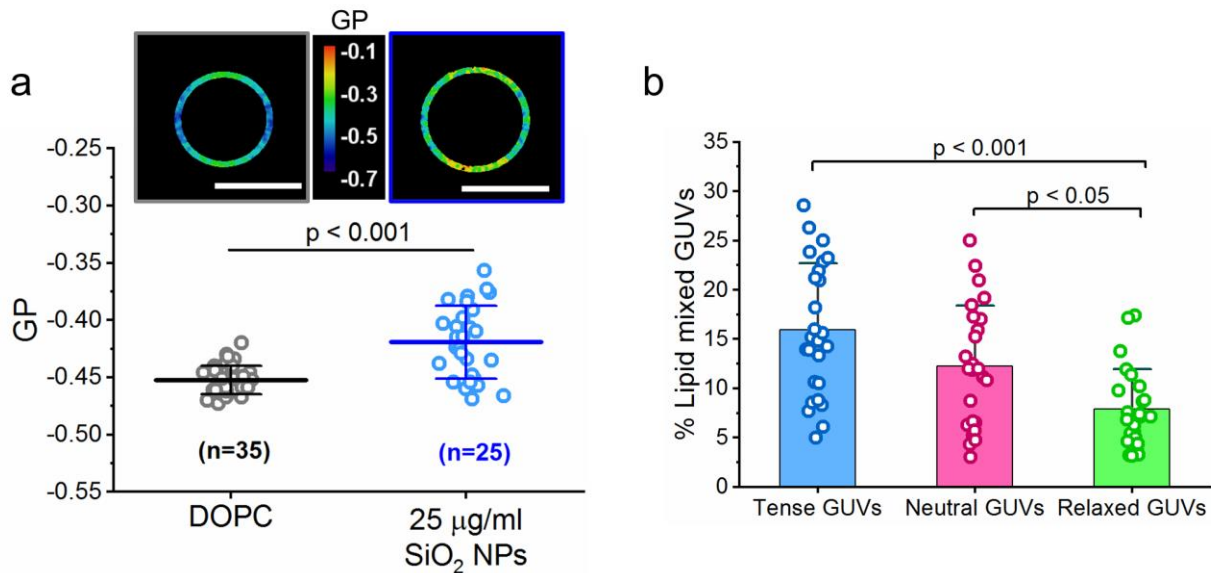 a
GP
-0.1
-0.3
-0.5
-0.7
-0.25
-0.30
-0.35
-0.40
-0.45
-0.50
-0.55
GP
p < 0.001
(n=35)
(n=25)
DOPC
25 µg/ml
SiO₂ NPs
b
35
30
25
20
15
10
5
0
% Lipid mixed GUVs
p < 0.001
p < 0.05
Tense GUVs
Neutral GUVs
Relaxed GUVs